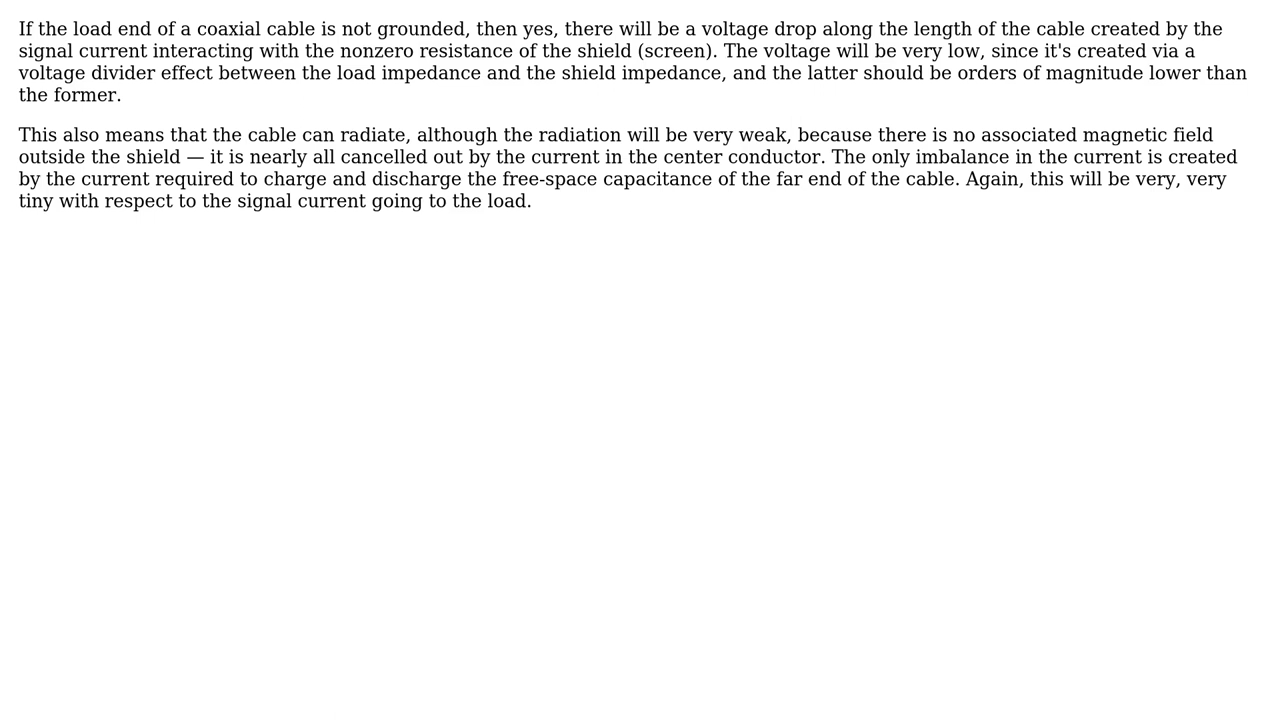 If the load end of a coaxial cable is not grounded, then yes, there will be a voltage drop along the length of the cable created by the
signal current interacting with the nonzero resistance of the shield (screen). The voltage will be very low, since it's created via a
voltage divider effect between the load impedance and the shield impedance, and the latter should be orders of magnitude lower than
the former.
This also means that the cable can radiate, although the radiation will be very weak, because there is no associated magnetic field
outside the shield — it is nearly all cancelled out by the current in the center conductor. The only imbalance in the current is created
by the current required to charge and discharge the free-space capacitance of the far end of the cable. Again, this will be very, very
tiny with respect to the signal current going to the load.